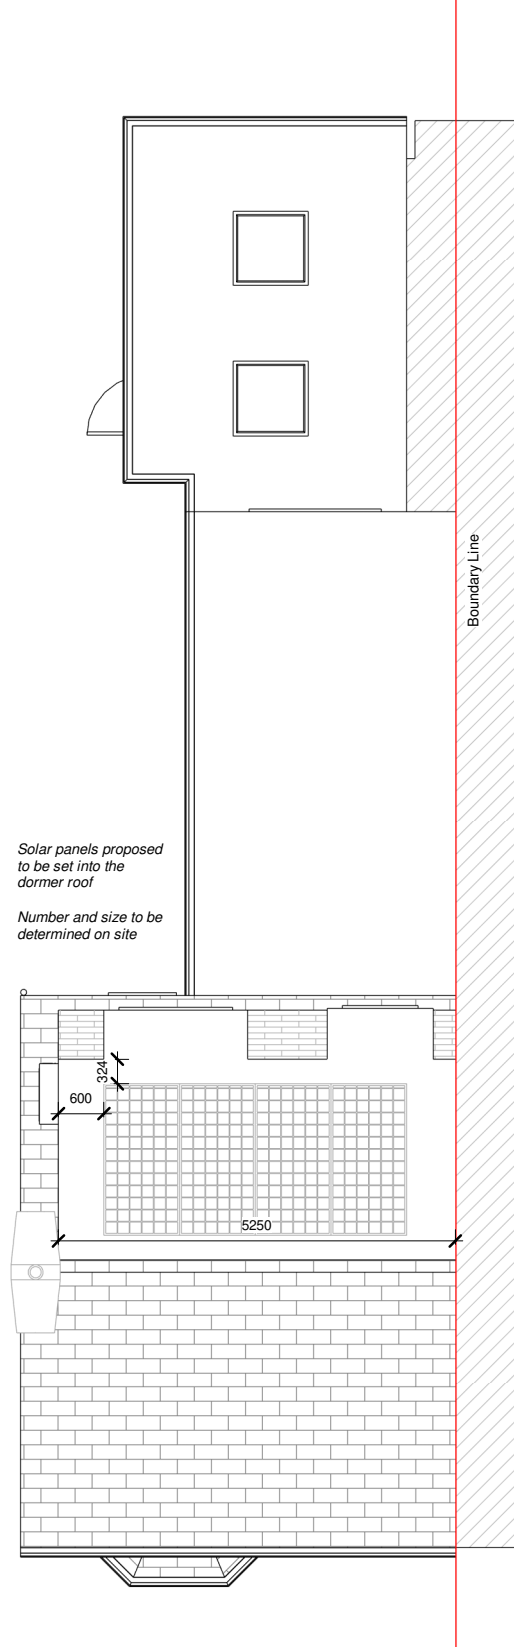 Boundary Line
Solar panels proposed
to be set into the
dormer roof
Number and size to be
determined on site
324
600
5250